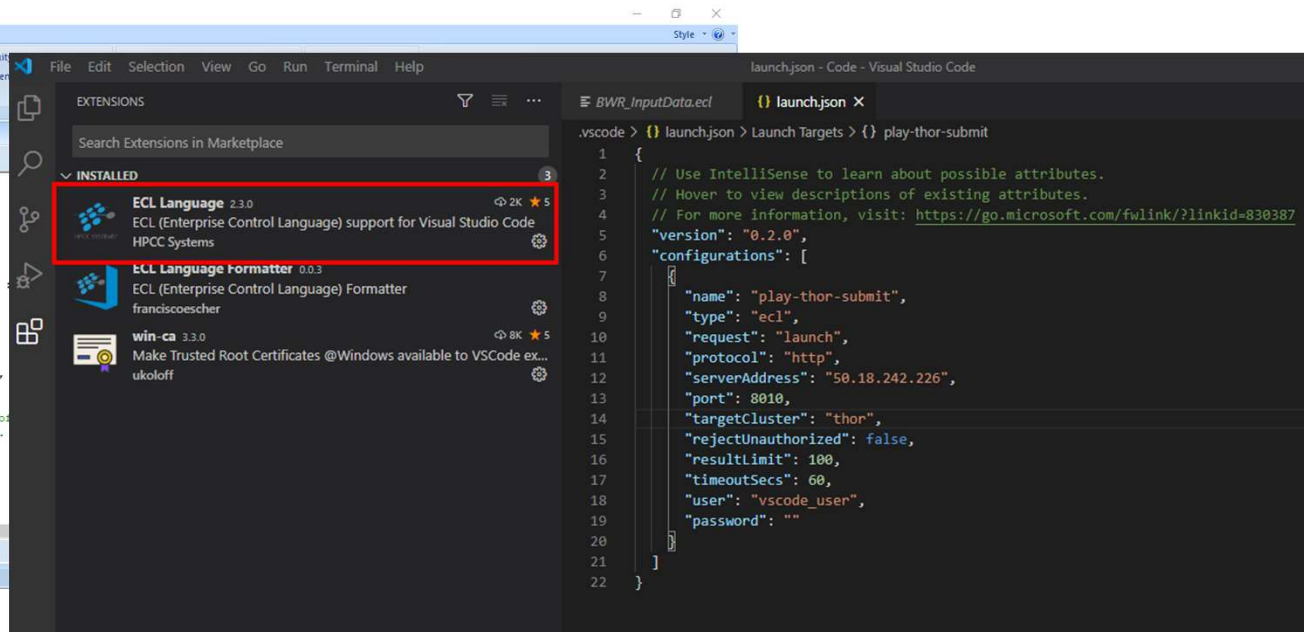 Style
File Edit Selection View Go Run Terminal Help
launch.json - Code - Visual Studio Code
EXTENSIONS
Search Extensions in Marketplace
INSTALLED
3
ECL Language 2.3.0
2K 5
ECL (Enterprise Control Language) support for Visual Studio Code
HPCC Systems
ECL Language Formatter 0.0.3
ECL (Enterprise Control Language) Formatter
franciscoescher
win-ca 3.3.0
8K 5
Make Trusted Root Certificates @Windows available to VSCode ex...
ukoloff
BWR_InputData.ecl
{} launch.json
.vscode > {} launch.json > Launch Targets > {} play-thor-submit
1 {
2 // Use IntelliSense to learn about possible attributes.
3 // Hover to view descriptions of existing attributes.
4 // For more information, visit: https://go.microsoft.com/fwlink/?linkid=830387
5 "version": "0.2.0",
6 "configurations": [
7 {
8 "name": "play-thor-submit",
9 "type": "ecl",
10 "request": "launch",
11 "protocol": "http",
12 "serverAddress": "50.18.242.226",
13 "port": 8010,
14 "targetCluster": "thor",
15 "rejectUnauthorized": false,
16 "resultLimit": 100,
17 "timeoutSecs": 60,
18 "user": "vscode_user",
19 "password": ""
20 }
21 ]
22 }